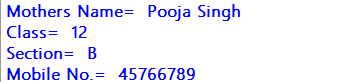 Mothers Name=  Pooja Singh
Class=  12
Section=  B
Mobile No.=  45766789